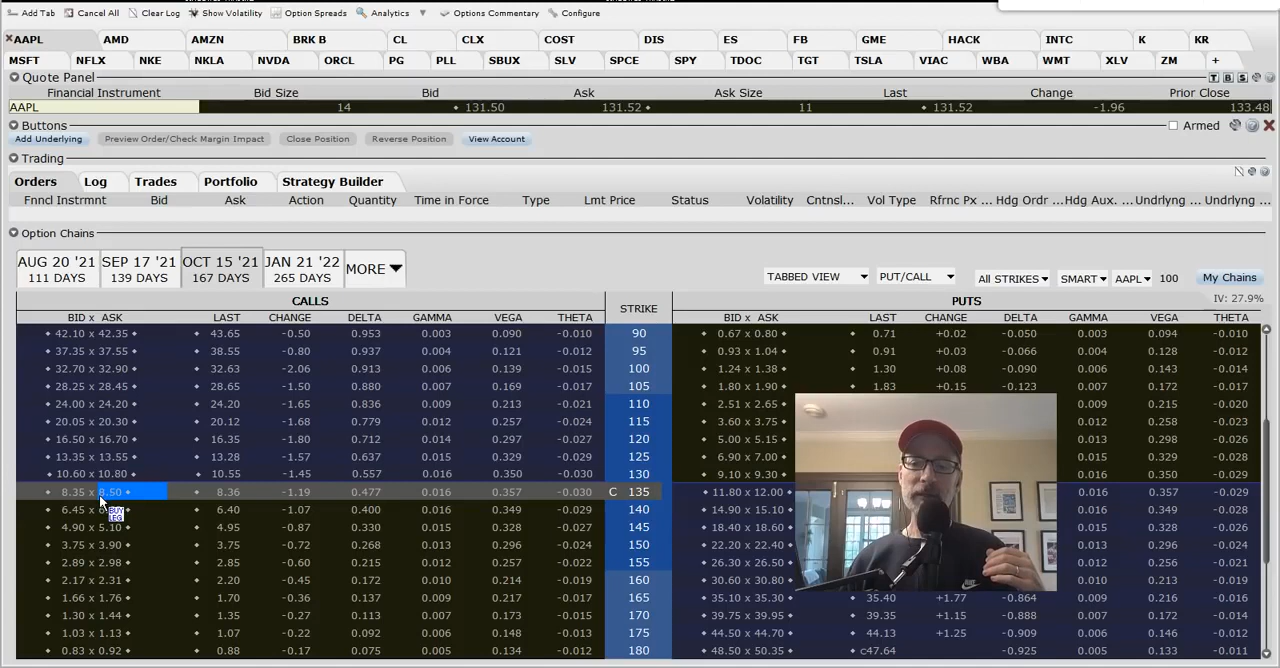 Add Tab Cancel All Clear Log Show Volatility Option Spreads Analytics Options Commentary Configure
AAPL AMD AMZN BRK B CL CLX COST DIS ES FB GME HACK INTC K KR
MSFT NFLX NKE NKLA NVDA ORCL PG PLL SBUX SLV SPCE SPY TDOC TGT TSLA VIAC WBA WMT XLV ZM +
Quote Panel T B S
Financial Instrument Bid Size Bid Ask Ask Size Last Change Prior Close
AAPL 14 131.50 131.52 11 131.52 -1.96 133.48
Buttons Armed
Add Underlying Preview Order/Check Margin Impact Close Position Reverse Position View Account
Trading
Orders Log Trades Portfolio Strategy Builder
Fnncl Instrmnt Bid Ask Action Quantity Time in Force Type Lmt Price Status Volatility Cntnsl... Vol Type Rfrnc Px ... Hdg Ordr ... Hdg Aux. ... Undrlyng ... Undrlyng ...
Option Chains
AUG 20 '21 SEP 17 '21 OCT 15 '21 JAN 21 '22 MORE
111 DAYS 139 DAYS 167 DAYS 265 DAYS
TABBED VIEW PUT/CALL All STRIKES SMART AAPL 100 My Chains
CALLS STRIKE PUTS IV: 27.9%
BID x ASK LAST CHANGE DELTA GAMMA VEGA THETA BID x ASK LAST CHANGE DELTA GAMMA VEGA THETA
42.10 x 42.35 43.65 -0.50 0.953 0.003 0.090 -0.010 90 0.67 x 0.80 0.71 +0.02 -0.050 0.003 0.094 -0.010
37.35 x 37.55 38.55 -0.80 0.937 0.004 0.121 -0.012 95 0.93 x 1.04 0.91 +0.03 -0.066 0.004 0.128 -0.012
32.70 x 32.90 32.63 -2.06 0.913 0.006 0.139 -0.015 100 1.24 x 1.38 1.30 +0.08 -0.090 0.006 0.143 -0.014
28.25 x 28.45 28.65 -1.50 0.880 0.007 0.169 -0.017 105 1.80 x 1.90 1.83 +0.15 -0.123 0.007 0.172 -0.017
24.00 x 24.20 24.20 -1.65 0.836 0.009 0.213 -0.021 110 2.51 x 2.65 0.009 0.215 -0.020
20.05 x 20.30 20.12 -1.68 0.779 0.012 0.257 -0.024 115 3.60 x 3.75 0.012 0.258 -0.023
16.50 x 16.70 16.35 -1.80 0.712 0.014 0.297 -0.027 120 5.00 x 5.15 0.013 0.298 -0.026
13.35 x 13.55 13.28 -1.57 0.637 0.015 0.329 -0.029 125 6.90 x 7.00 0.015 0.329 -0.028
10.60 x 10.80 10.55 -1.45 0.557 0.016 0.350 -0.030 130 9.10 x 9.30 0.016 0.350 -0.029
8.35 x 8.50 8.36 -1.19 0.477 0.016 0.357 -0.030 C 135 11.80 x 12.00 0.016 0.357 -0.029
6.45 x 6 BUY LEG 6.40 -1.07 0.400 0.016 0.349 -0.029 140 14.90 x 15.10 0.016 0.349 -0.028
4.90 x 5.10 4.95 -0.90 0.330 0.015 0.328 -0.027 145 18.40 x 18.60 0.015 0.327 -0.026
3.75 x 3.90 3.75 -0.72 0.268 0.013 0.296 -0.024 150 22.20 x 22.40 0.013 0.296 -0.024
2.89 x 2.98 2.85 -0.60 0.215 0.012 0.257 -0.022 155 26.30 x 26.50 0.012 0.257 -0.021
2.17 x 2.31 2.20 -0.45 0.172 0.010 0.214 -0.019 160 30.60 x 30.80 0.010 0.213 -0.018
1.66 x 1.76 1.70 -0.36 0.137 0.009 0.217 -0.017 165 35.10 x 35.30 35.40 +1.77 -0.864 0.009 0.217 -0.016
1.30 x 1.44 1.35 -0.27 0.113 0.008 0.177 -0.015 170 39.75 x 39.95 39.35 +1.15 -0.888 0.008 0.175 -0.014
1.03 x 1.13 1.07 -0.22 0.092 0.006 0.148 -0.013 175 44.50 x 44.70 44.13 +1.25 -0.909 0.006 0.146 -0.012
0.83 x 0.92 0.88 -0.17 0.075 0.005 0.134 -0.012 180 48.50 x 50.35 c47.64 -0.925 0.005 0.134 -0.011